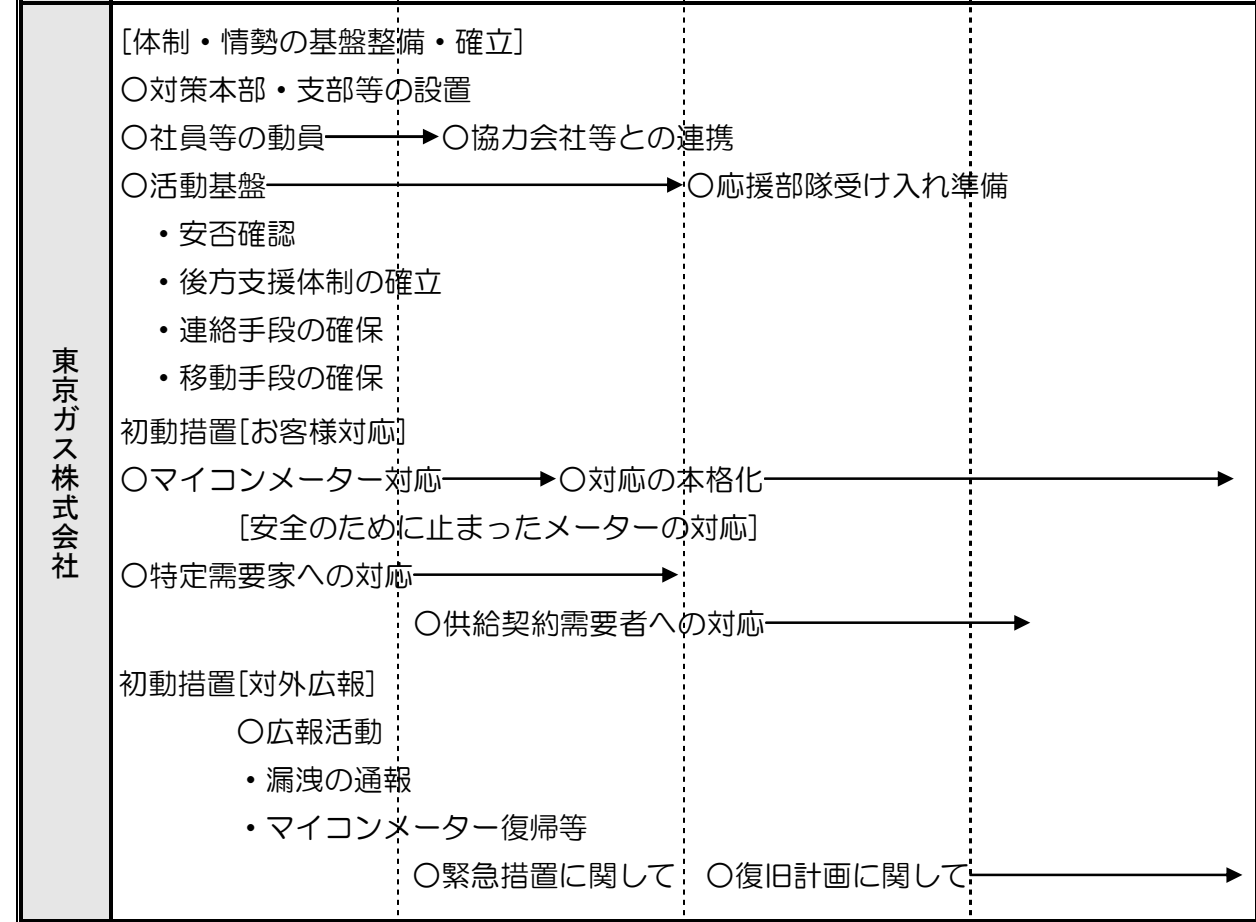 東京ガス株式会社
[体制・情勢の基盤整備・確立]
○対策本部・支部等の設置
○社員等の動員 ○協力会社等との連携
○活動基盤 ○応援部隊受け入れ準備
・安否確認
・後方支援体制の確立
・連絡手段の確保
・移動手段の確保
初動措置[お客様対応]
○マイコンメーター対応 ○対応の本格化
[安全のために止まったメーターの対応]
○特定需要家への対応
○供給契約需要者への対応
初動措置[対外広報]
○広報活動
・漏洩の通報
・マイコンメーター復帰等
○緊急措置に関して ○復旧計画に関して